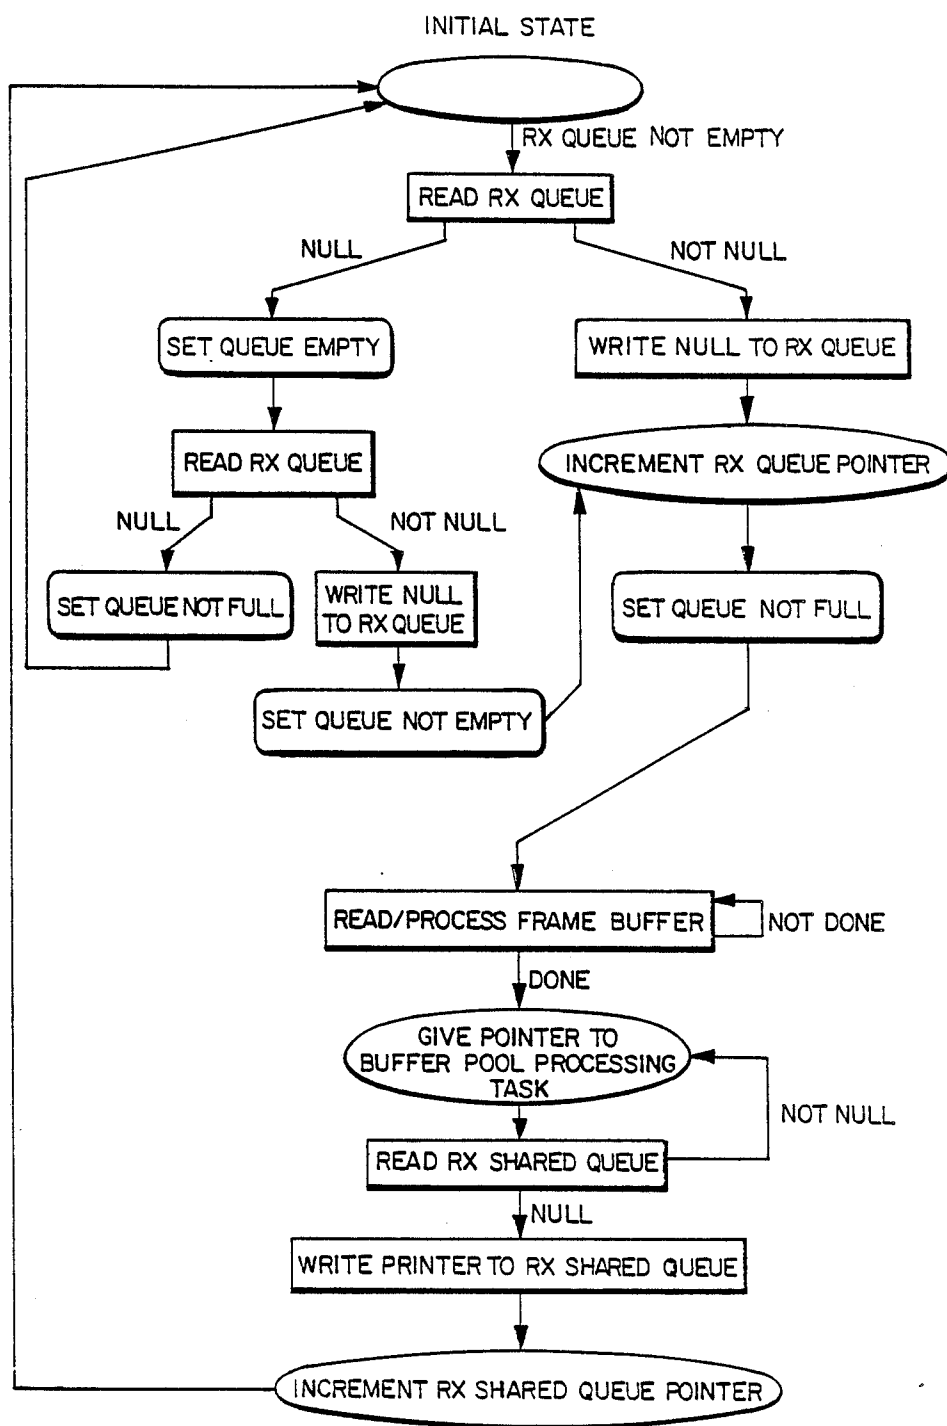 INITIAL STATE
RX QUEUE NOT EMPTY
READ RX QUEUE
NULL
NOT NULL
SET QUEUE EMPTY
WRITE NULL TO RX QUEUE
READ RX QUEUE
INCREMENT RX QUEUE POINTER
NULL
NOT NULL
SET QUEUE NOT FULL
WRITE NULL
TO RX QUEUE
SET QUEUE NOT FULL
SET QUEUE NOT EMPTY
READ/PROCESS FRAME BUFFER
NOT DONE
DONE
GIVE POINTER TO
BUFFER POOL PROCESSING
TASK
NOT NULL
READ RX SHARED QUEUE
NULL
WRITE PRINTER TO RX SHARED QUEUE
INCREMENT RX SHARED QUEUE POINTER